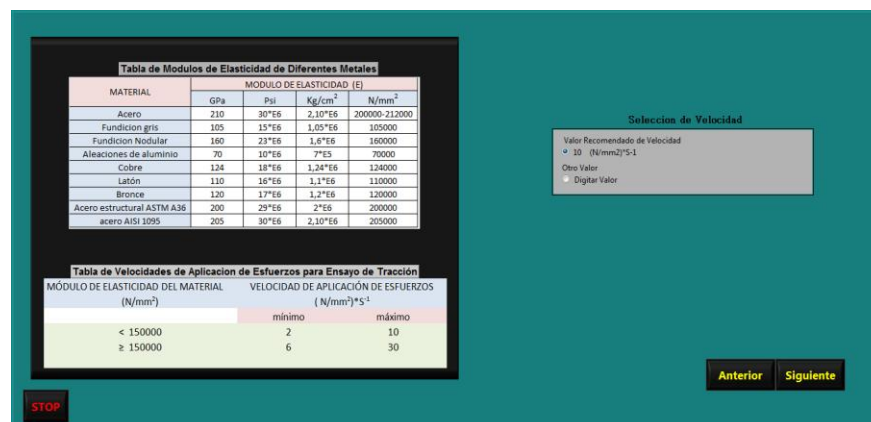 Tabla de Modulos de Elasticidad de Diferentes Metales
MATERIAL MODULO DE ELASTICIDAD (E)
GPa Psi Kg/cm² N/mm²
Acero 210 30*E6 2,10*E6 200000-212000
Fundicion gris 105 15*E6 1,05*E6 105000
Fundicion Nodular 160 23*E6 1,6*E6 160000
Aleaciones de aluminio 70 10*E6 7*E5 70000
Cobre 124 18*E6 1,24*E6 124000
Latón 110 16*E6 1,1*E6 110000
Bronce 120 17*E6 1,2*E6 120000
Acero estructural ASTM A36 200 29*E6 2*E6 200000
acero AISI 1095 205 30*E6 2,10*E6 205000
Tabla de Velocidades de Aplicacion de Esfuerzos para Ensayo de Tracción
MÓDULO DE ELASTICIDAD DEL MATERIAL VELOCIDAD DE APLICACIÓN DE ESFUERZOS
(N/mm²) ( N/mm²)*S⁻¹
mínimo máximo
< 150000 2 10
≥ 150000 6 30
Seleccion de Velocidad
Valor Recomendado de Velocidad
10 (N/mm2)*S-1
Otro Valor
Digitar Valor
Anterior Siguiente
STOP